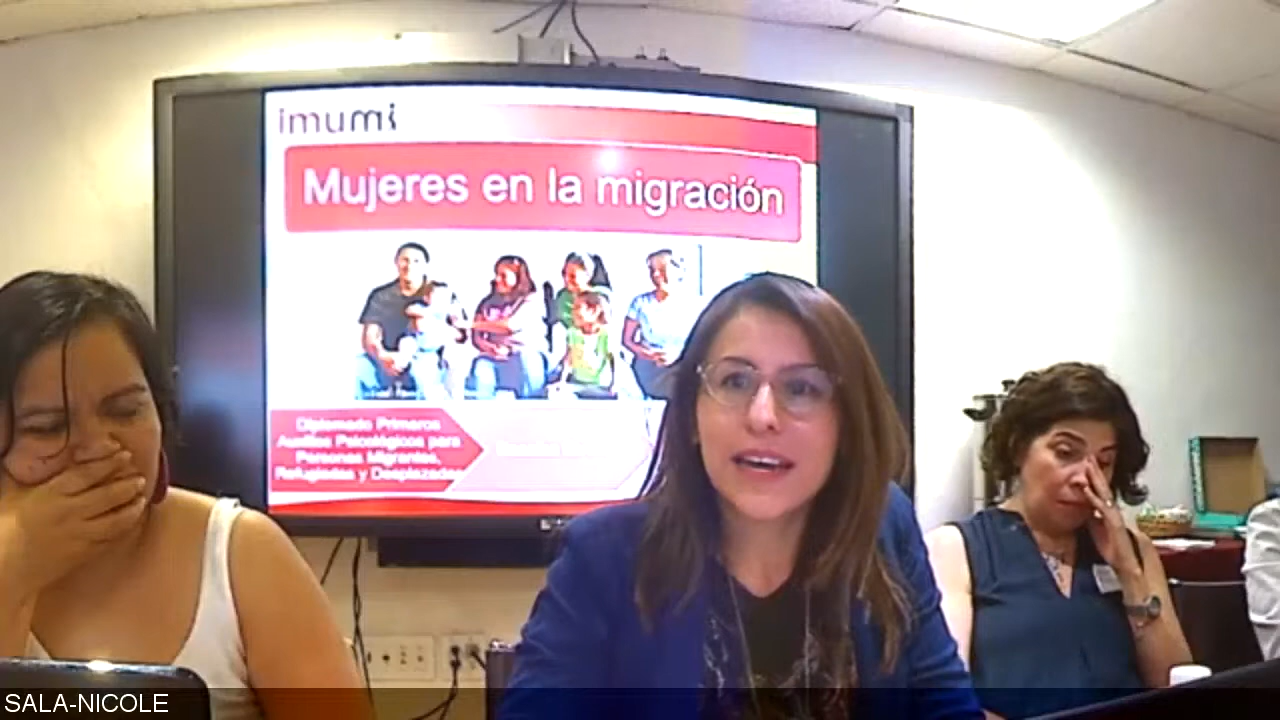 imumi
Mujeres en la migración
Diplomado Primeros
Auxilios Psicológicos para
Personas Migrantes,
Refugiadas y Desplazadas
SALA-NICOLE